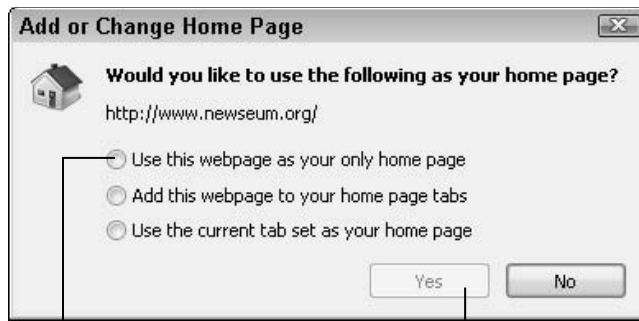 Add or Change Home Page
Would you like to use the following as your home page?
http://www.newseum.org/
Use this webpage as your only home page
Add this webpage to your home page tabs
Use the current tab set as your home page
Yes
No